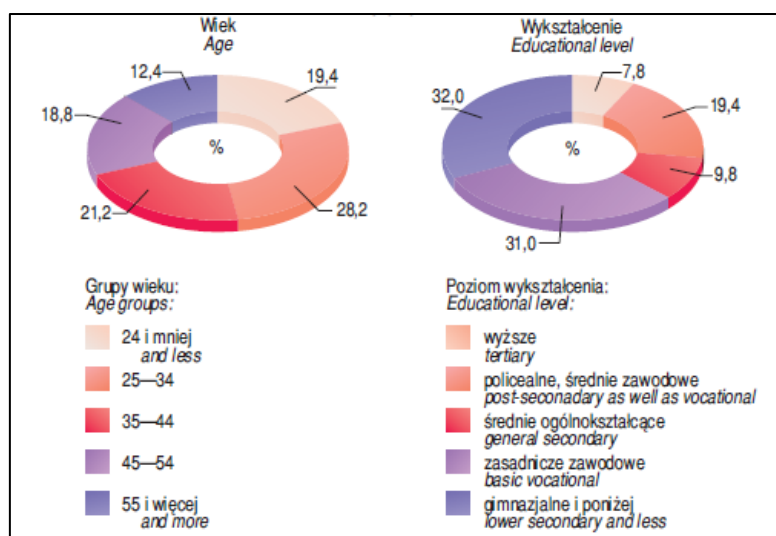 Wiek
Age
12,4
19,4
18,8
%
21,2
28,2
Wykształcenie
Educational level
7,8
32,0
19,4
%
9,8
31,0
Grupy wieku:
Age groups:
24 i mniej
and less
25—34
35—44
45—54
55 i więcej
and more
Poziom wykształcenia:
Educational level:
wyższe
tertiary
policealne, średnie zawodowe
post-seconadary as well as vocational
średnie ogólnokształcące
general secondary
zasadnicze zawodowe
basic vocational
gimnazjalne i poniżej
lower secondary and less